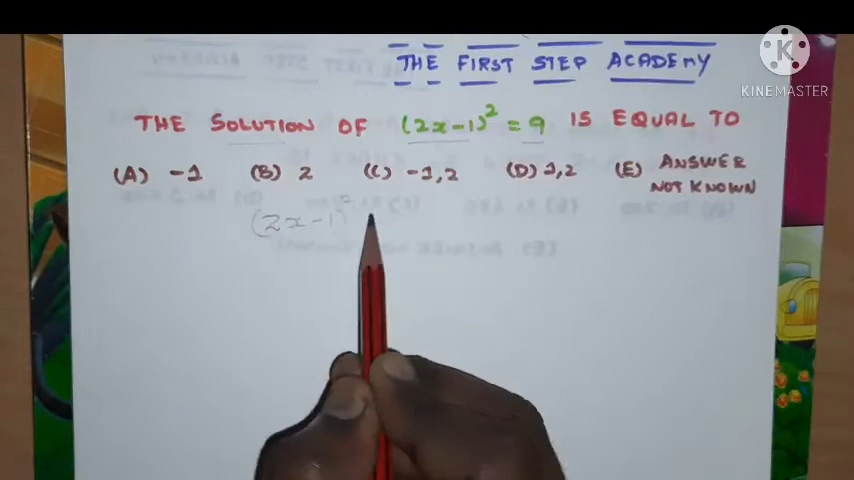 THE FIRST STEP ACADEMY
KINEMASTER
THE SOLUTION OF (2x-1)² = 9 IS EQUAL TO
(A) -1 (B) 2 (C) -1,2 (D) 1,2 (E) ANSWER
NOT KNOWN
(2x-1)²